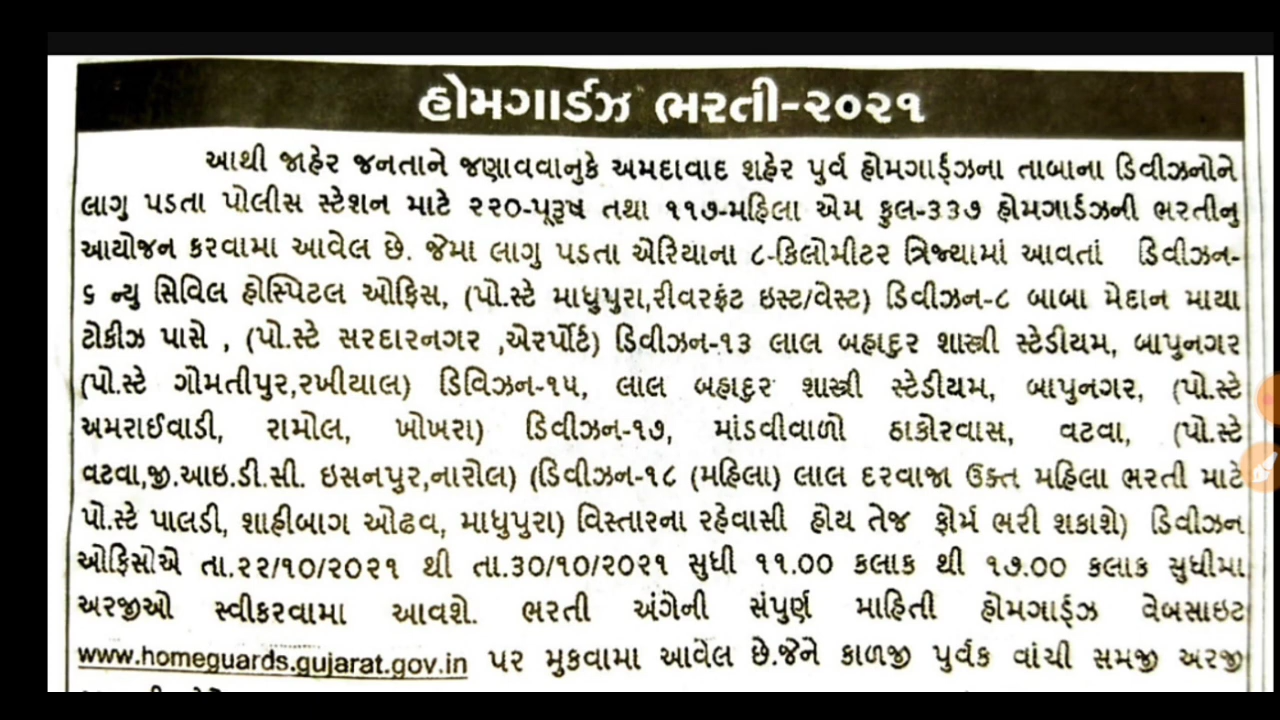 હોમગાર્ડઝ ભરતી-૨૦૨૧
આથી જાહેર જનતાને જણાવવાનુકે અમદાવાદ શહેર પુર્વ હોમગાર્ડ્ઝના તાબાના ડિવીઝનોને
લાગુ પડતા પોલીસ સ્ટેશન માટે ૨૨૦-પૂરૂષ તથા ૧૧૭-મહિલા એમ કુલ-૩૩૭ હોમગાર્ડઝની ભરતીનુ
આયોજન કરવામા આવેલ છે. જેમા લાગુ પડતા એરિયાના ૮-કિલોમીટર ત્રિજ્યામાં આવતાં ડિવીઝન-
૬ ન્યુ સિવિલ હોસ્પિટલ ઓફિસ, (પો.સ્ટે માધુપુરા,રીવરફ્રંટ ઇસ્ટ/વેસ્ટ) ડિવીઝન-૮ બાબા મેદાન માયા
ટોકીઝ પાસે , (પો.સ્ટે સરદારનગર ,એરપોર્ટ) ડિવીઝન-૧૩ લાલ બહાદુર શાસ્ત્રી સ્ટેડીયમ, બાપુનગર
(પો.સ્ટે ગોમતીપુર,રખીયાલ) ડિવિઝન-૧૫, લાલ બહાદુર શાસ્ત્રી સ્ટેડીયમ, બાપુનગર, (પો.સ્ટે
અમરાઈવાડી, રામોલ, ખોખરા) ડિવીઝન-૧૭, માંડવીવાળો ઠાકોરવાસ, વટવા, (પો.સ્ટે
વટવા,જી.આઇ.ડી.સી. ઇસનપુર,નારોલ) (ડિવીઝન-૧૮ (મહિલા) લાલ દરવાજા ઉક્ત મહિલા ભરતી માટે
પો.સ્ટે પાલડી, શાહીબાગ ઓઢવ, માધુપુરા) વિસ્તારના રહેવાસી હોય તેજ ફોર્મ ભરી શકાશે) ડિવીઝન
ઓફિસોએ તા.૨૨/૧૦/૨૦૨૧ થી તા.૩૦/૧૦/૨૦૨૧ સુધી ૧૧.૦૦ કલાક થી ૧૭.૦૦ કલાક સુધીમા
અરજીઓ સ્વીકરવામા આવશે. ભરતી અંગેની સંપુર્ણ માહિતી હોમગાર્ડ્ઝ વેબસાઇટ
www.homeguards.gujarat.gov.in પર મુકવામા આવેલ છે.જેને કાળજી પુર્વક વાંચી સમજી અરજી